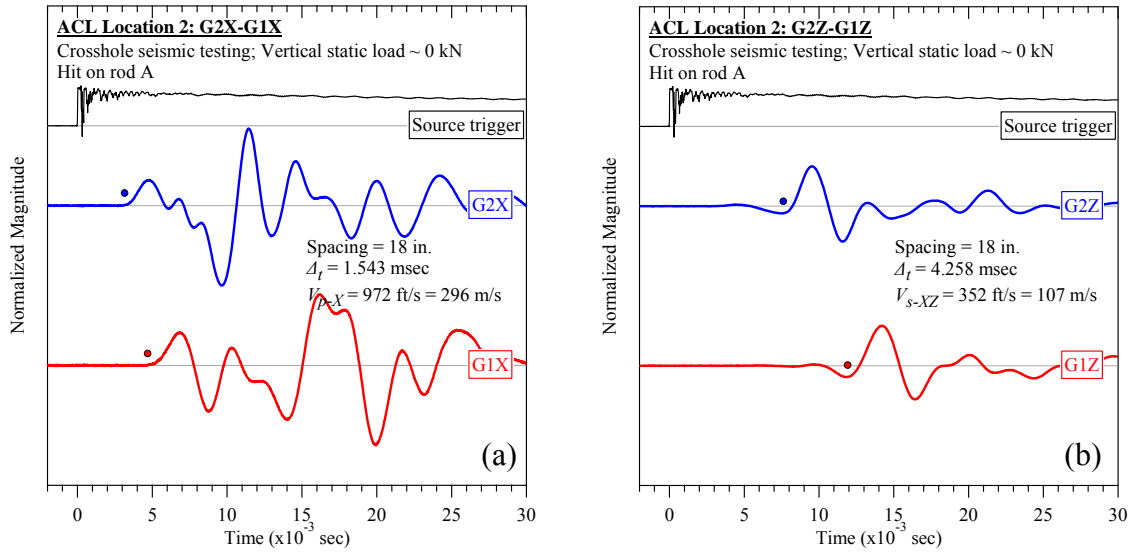 ACL Location 2: G2X-G1X
Crosshole seismic testing; Vertical static load ~ 0 kN
Hit on rod A
Source trigger
G2X
Spacing = 18 in.
Δt = 1.543 msec
Vp-X = 972 ft/s = 296 m/s
G1X
(a)
Normalized Magnitude
0 5 10 15 20 25 30
Time (x10-3 sec)
ACL Location 2: G2Z-G1Z
Crosshole seismic testing; Vertical static load ~ 0 kN
Hit on rod A
Source trigger
G2Z
Spacing = 18 in.
Δt = 4.258 msec
Vs-XZ = 352 ft/s = 107 m/s
G1Z
(b)
Normalized Magnitude
0 5 10 15 20 25 30
Time (x10-3 sec)